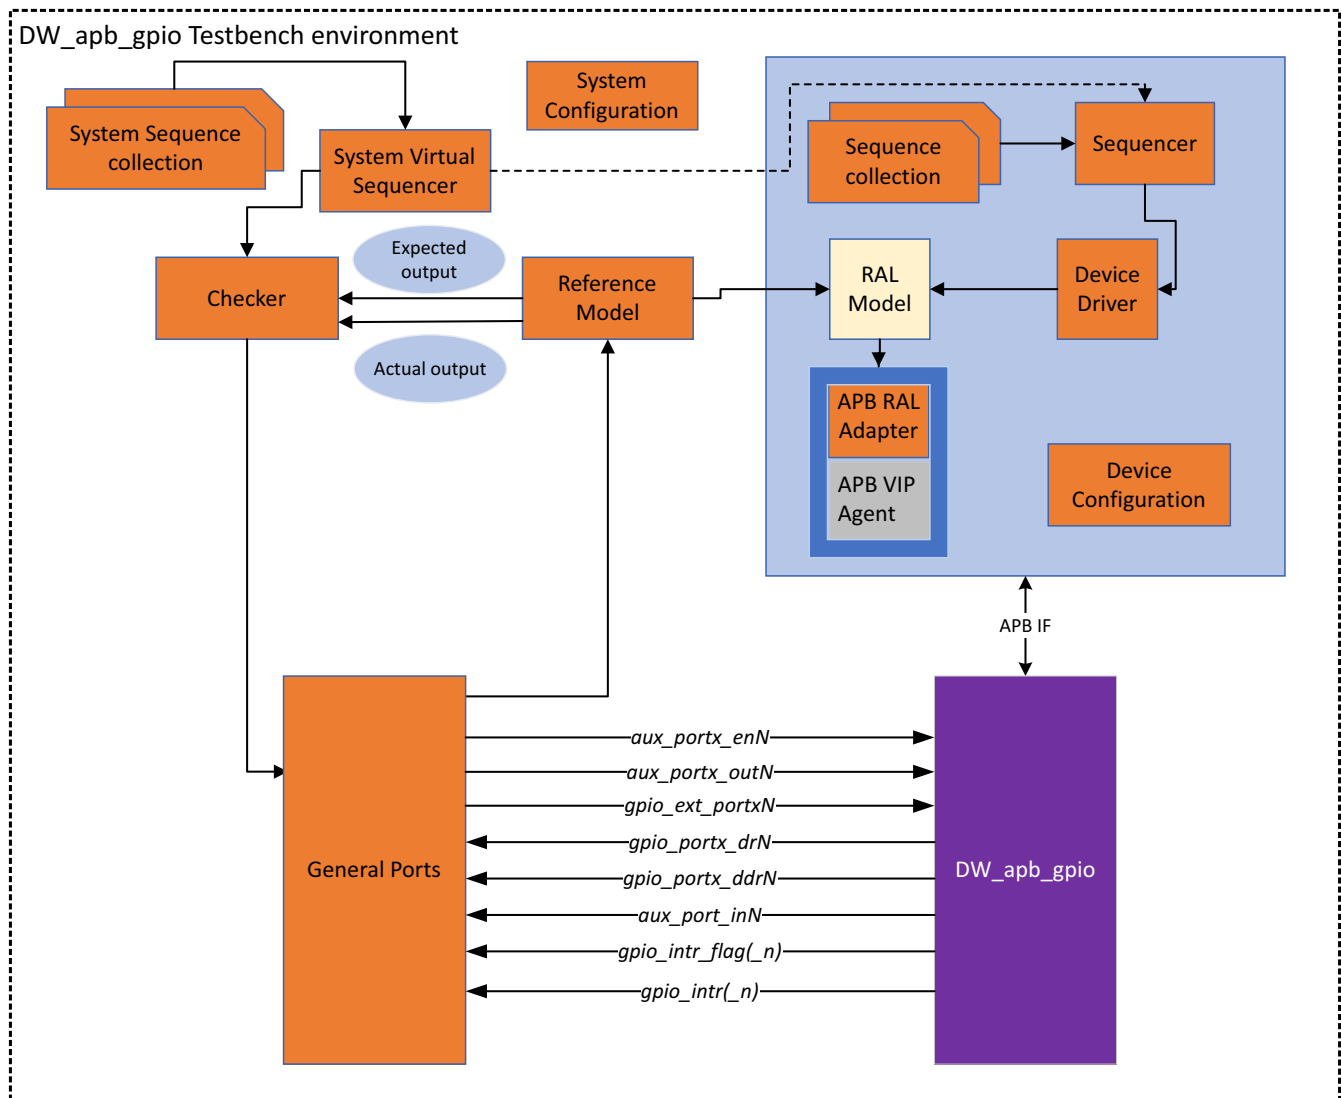 DW_apb_gpio Testbench environment
System Sequence
collection
System Virtual
Sequencer
System
Configuration
Sequence
collection
Sequencer
Expected
output
Checker
Reference
Model
RAL
Model
Device
Driver
Actual output
APB RAL
Adapter
APB VIP
Agent
Device
Configuration
APB IF
General Ports
aux_portx_enN
aux_portx_outN
gpio_ext_portxN
gpio_portx_drN
gpio_portx_ddrN
aux_port_inN
gpio_intr_flag(_n)
gpio_intr(_n)
DW_apb_gpio